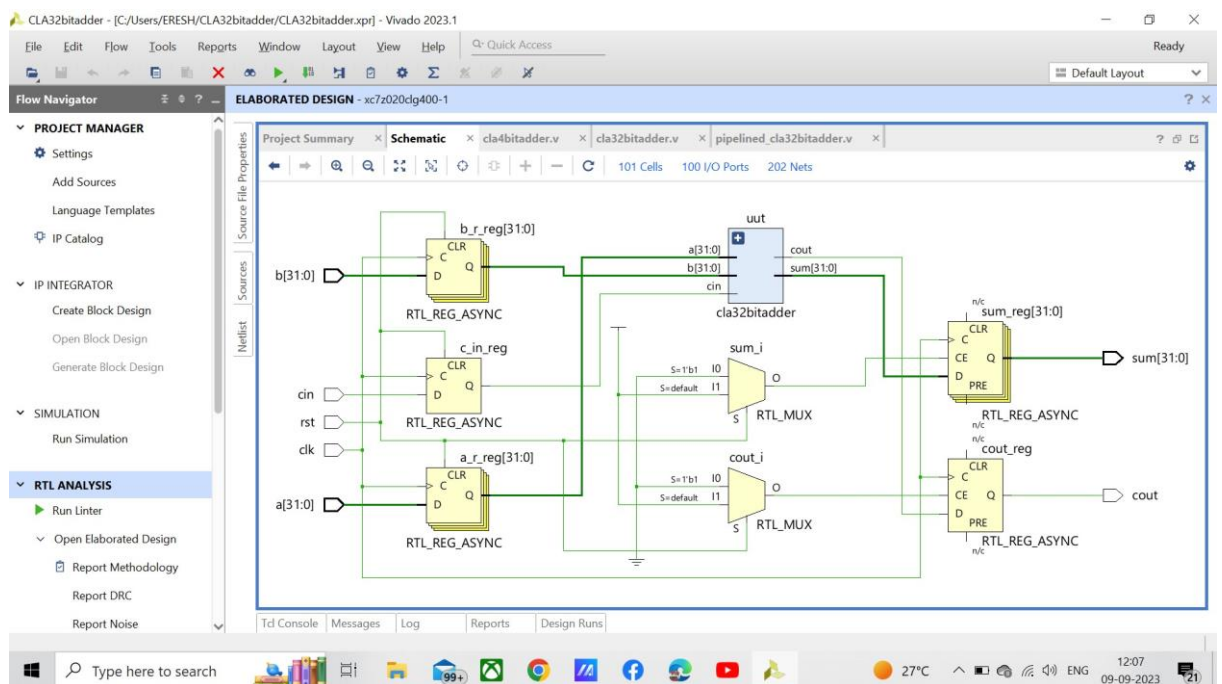 CLA32bitadder - [C:/Users/ERESH/CLA32bitadder/CLA32bitadder.xpr] - Vivado 2023.1
File Edit Flow Tools Reports Window Layout View Help Quick Access Ready
Default Layout
Flow Navigator
ELABORATED DESIGN - xc7z020clg400-1
PROJECT MANAGER
Settings
Add Sources
Language Templates
IP Catalog
IP INTEGRATOR
Create Block Design
Open Block Design
Generate Block Design
SIMULATION
Run Simulation
RTL ANALYSIS
Run Linter
Open Elaborated Design
Report Methodology
Report DRC
Report Noise
Source File Properties
Sources
Netlist
Project Summary Schematic cla4bitadder.v cla32bitadder.v pipelined_cla32bitadder.v
101 Cells 100 I/O Ports 202 Nets
b_r_reg[31:0]
CLR
C
D
Q
b[31:0]
RTL_REG_ASYNC
c_in_reg
CLR
C
D
Q
cin
rst
clk
RTL_REG_ASYNC
a_r_reg[31:0]
CLR
C
D
Q
a[31:0]
RTL_REG_ASYNC
uut
a[31:0]
b[31:0]
cin
cout
sum[31:0]
cla32bitadder
sum_i
S=1'b1 I0
S=default I1
O
S
RTL_MUX
cout_i
S=1'b1 I0
S=default I1
O
S
RTL_MUX
n/c
sum_reg[31:0]
CLR
C
CE Q
D
PRE
sum[31:0]
RTL_REG_ASYNC
n/c
n/c
cout_reg
CLR
C
CE Q
D
PRE
cout
RTL_REG_ASYNC
n/c
Tcl Console Messages Log Reports Design Runs
Type here to search
99+
27°C
ENG
12:07
09-09-2023
21